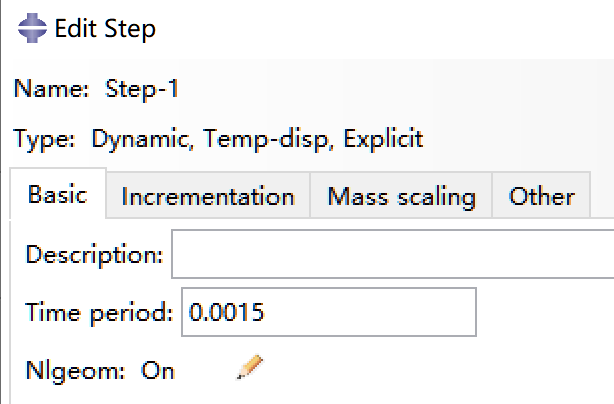 Edit Step
Name: Step-1
Type: Dynamic, Temp-disp, Explicit
Basic Incrementation Mass scaling Other
Description:
Time period: 0.0015
Nlgeom: On